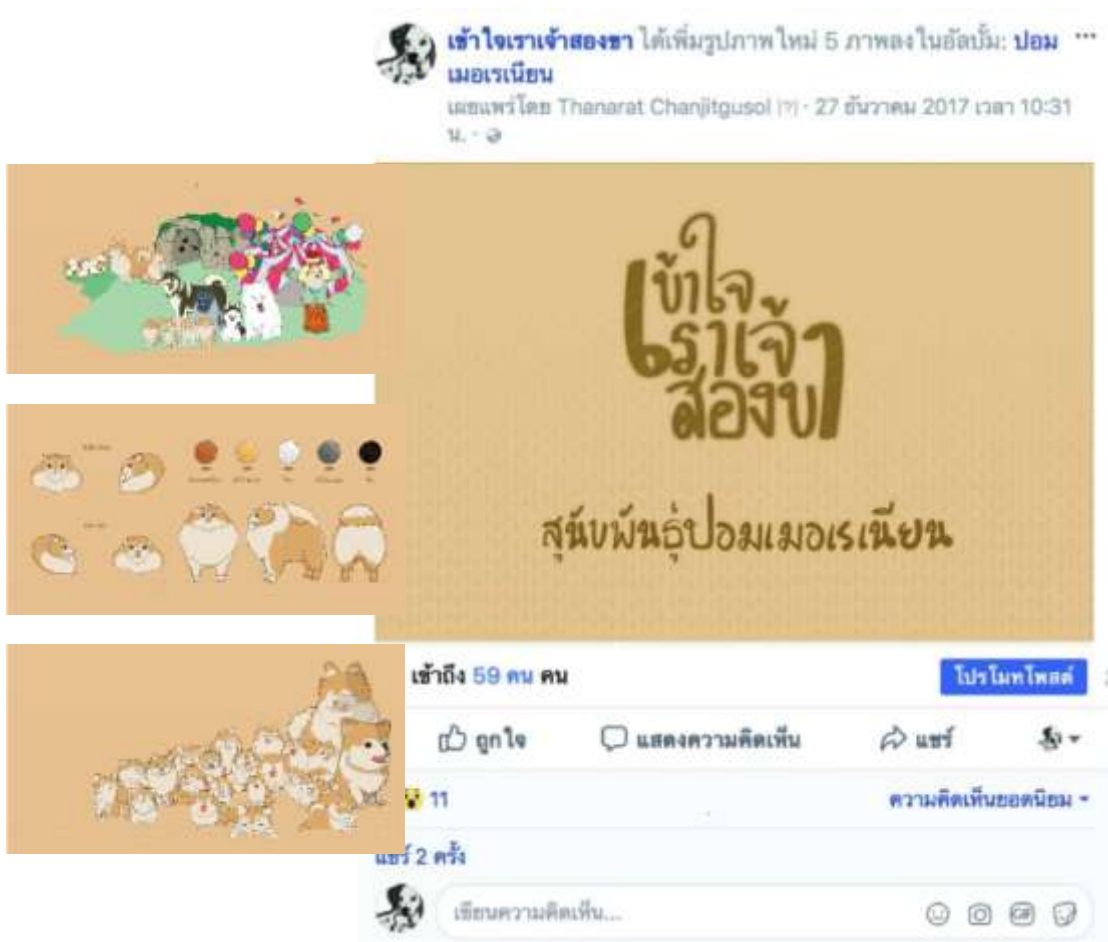 เข้าใจเราเจ้าสองขา ได้เพิ่มรูปภาพใหม่ 5 ภาพลงในอัลบั้ม: ปอม
เมอเรเนียน
เผยแพร่โดย Thanarat Chanjitgusol [?] · 27 ธันวาคม 2017 เวลา 10:31
น. ·
เข้าใจ
เราเจ้า
สองขา
สุนัขพันธุ์ปอมเมอเรเนียน
เข้าถึง 59 คน คน
โปรโมทโพสต์
ถูกใจ
แสดงความคิดเห็น
แชร์
11
ความคิดเห็นยอดนิยม
แชร์ 2 ครั้ง
เขียนความคิดเห็น...
GIF